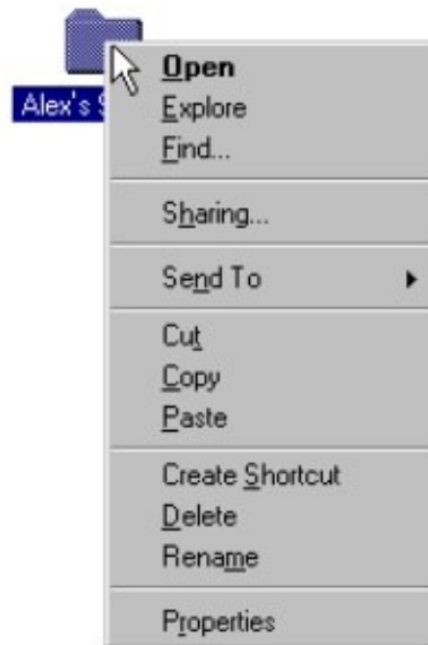 Alex's
Open
Explore
Find...
Sharing...
Send To
Cut
Copy
Paste
Create Shortcut
Delete
Rename
Properties